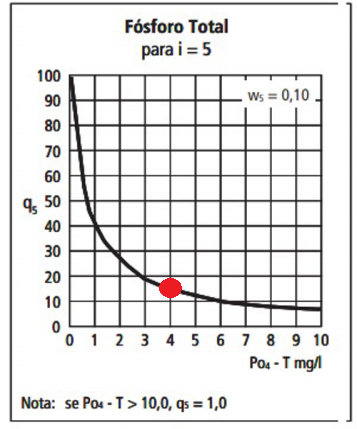 Fósforo Total
para i = 5
w₅ = 0,10
100
90
80
70
60
50
40
30
20
10
0
q₅
0 1 2 3 4 5 6 7 8 9 10
Po₄ - T mg/l
Nota: se Po₄ - T > 10,0, q₅ = 1,0